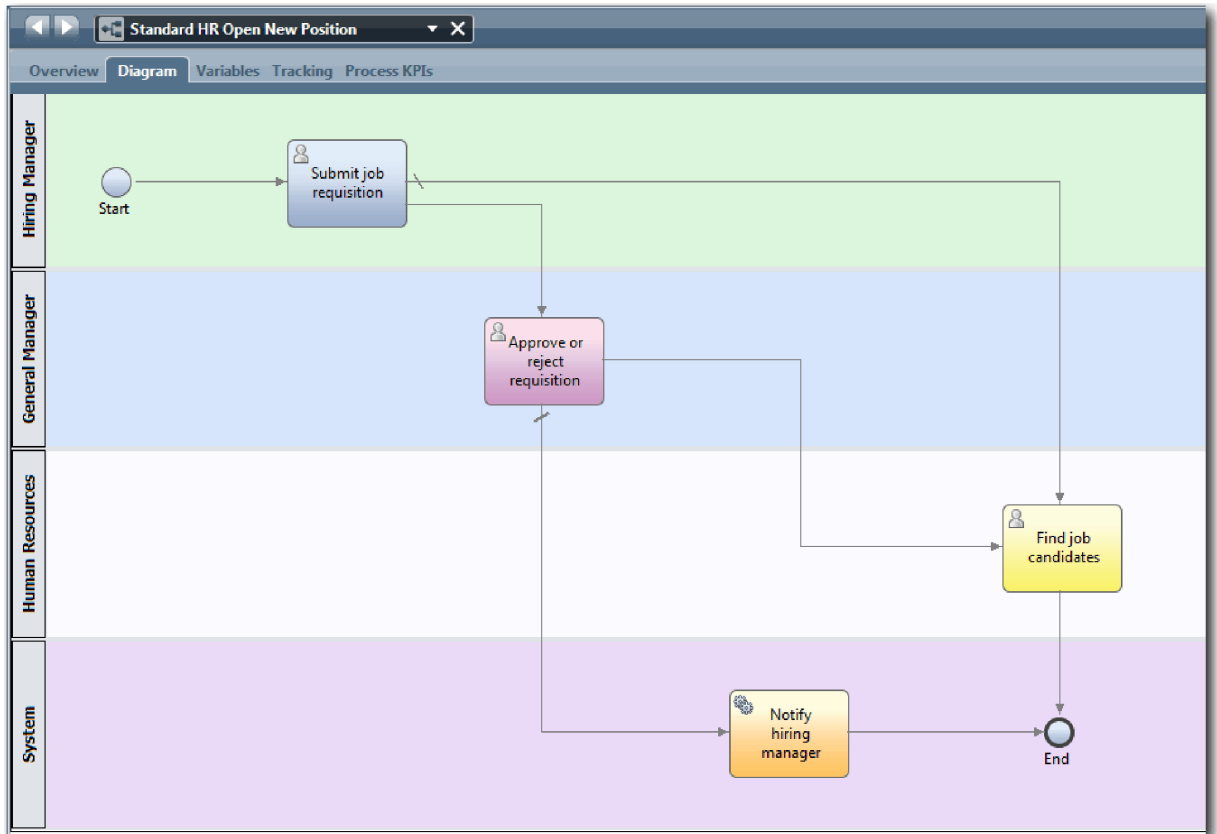 Standard HR Open New Position
Overview Diagram Variables Tracking Process KPIs
Hiring Manager
Start
Submit job
requisition
General Manager
Approve or
reject
requisition
Human Resources
Find job
candidates
System
Notify
hiring
manager
End